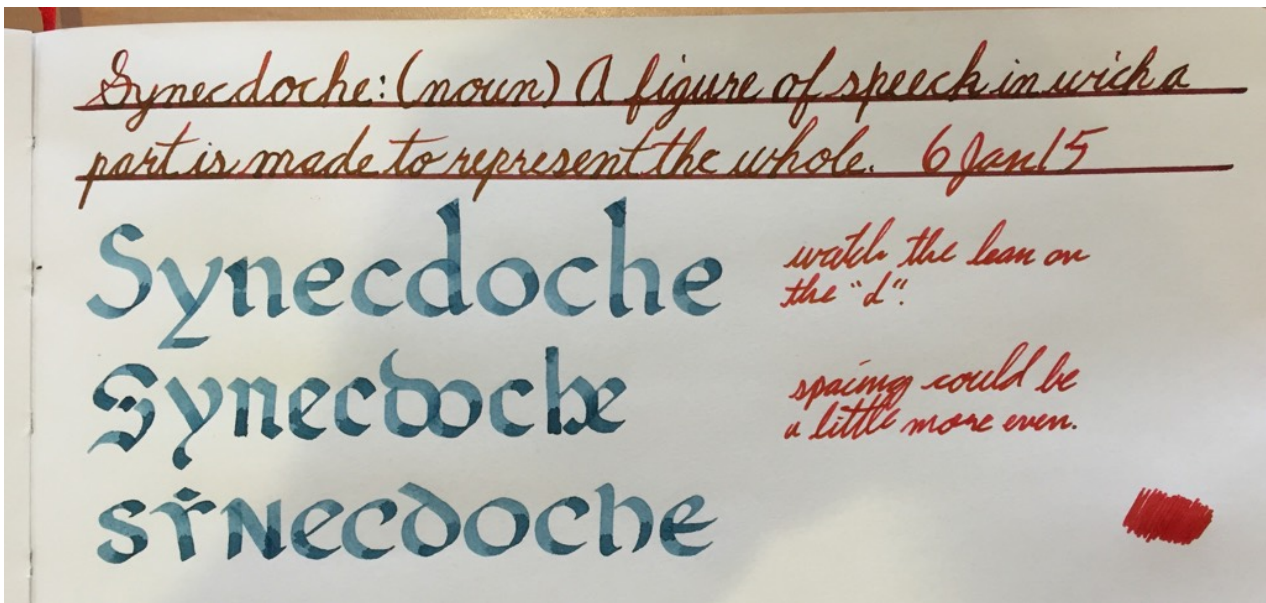 Synecdoche: (noun) A figure of speech in wich a
part is made to represent the whole. 6 Jan 15
Synecdoche
watch the lean on
the "d".
Synecdoche
spacing could be
a little more even.
Synecdoche